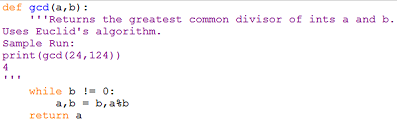 def gcd(a,b):
    '''Returns the greatest common divisor of ints a and b.
Uses Euclid's algorithm.
Sample Run:
print(gcd(24,124))
4
'''
    while b != 0:
        a,b = b,a%b
    return a